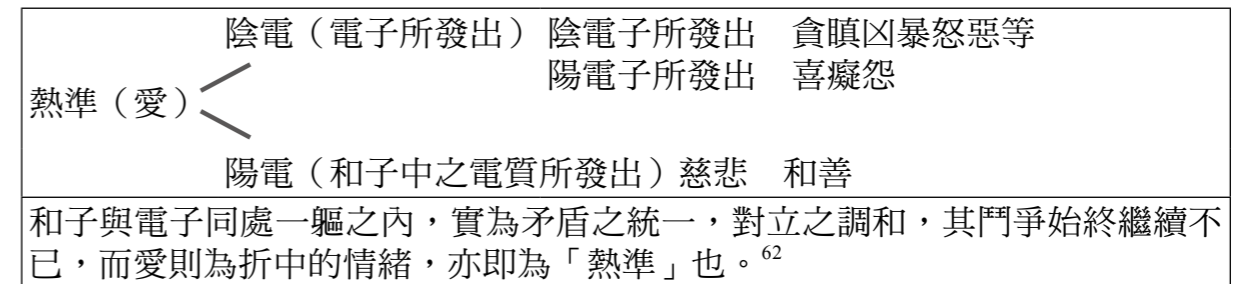 陰電（電子所發出）陰電子所發出　貪瞋凶暴怒惡等
陽電子所發出　喜癡怨
熱準（愛）
陽電（和子中之電質所發出）慈悲　和善
和子與電子同處一軀之內，實為矛盾之統一，對立之調和，其鬥爭始終繼續不
已，而愛則為折中的情緒，亦即為「熱準」也。62